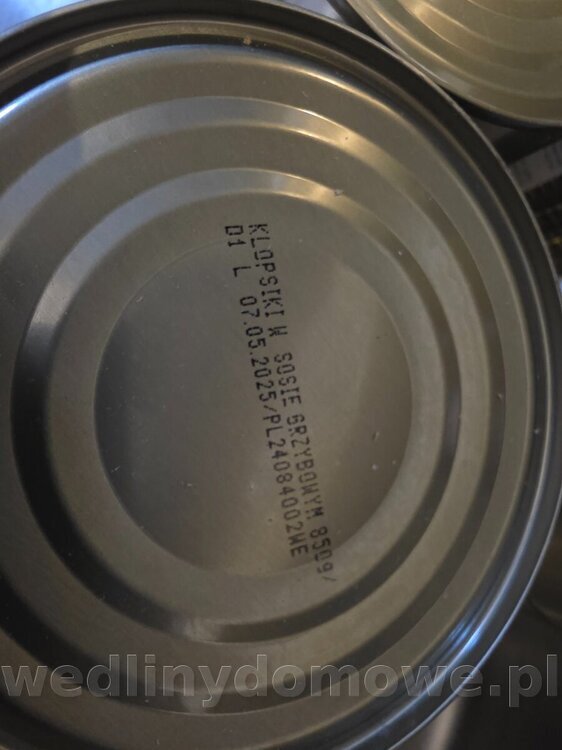 KLOPSIKI W SOSIE GRZYBOWYM 850g/
D1 L 07.05.2025/PL24084002WE
wedlinydomowe.pl